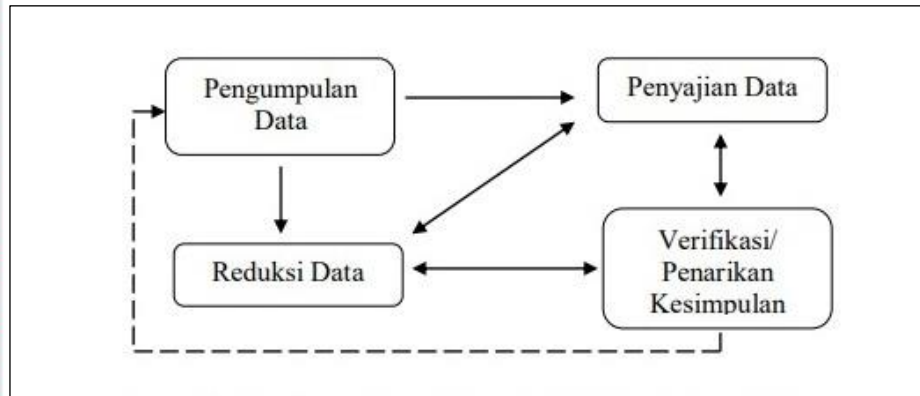 Pengumpulan
Data
Penyajian Data
Reduksi Data
Verifikasi/
Penarikan
Kesimpulan